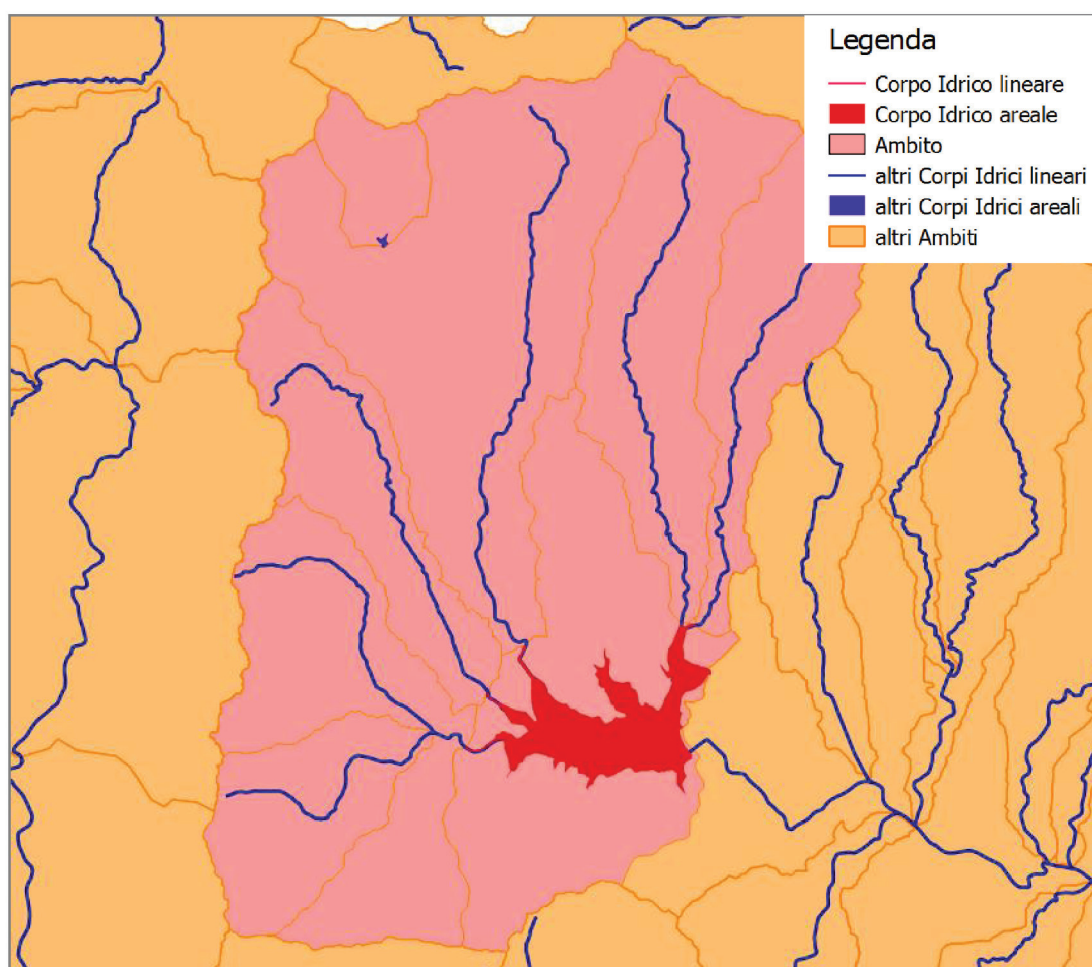 Legenda
Corpo Idrico lineare
Corpo Idrico areale
Ambito
altri Corpi Idrici lineari
altri Corpi Idrici areali
altri Ambiti